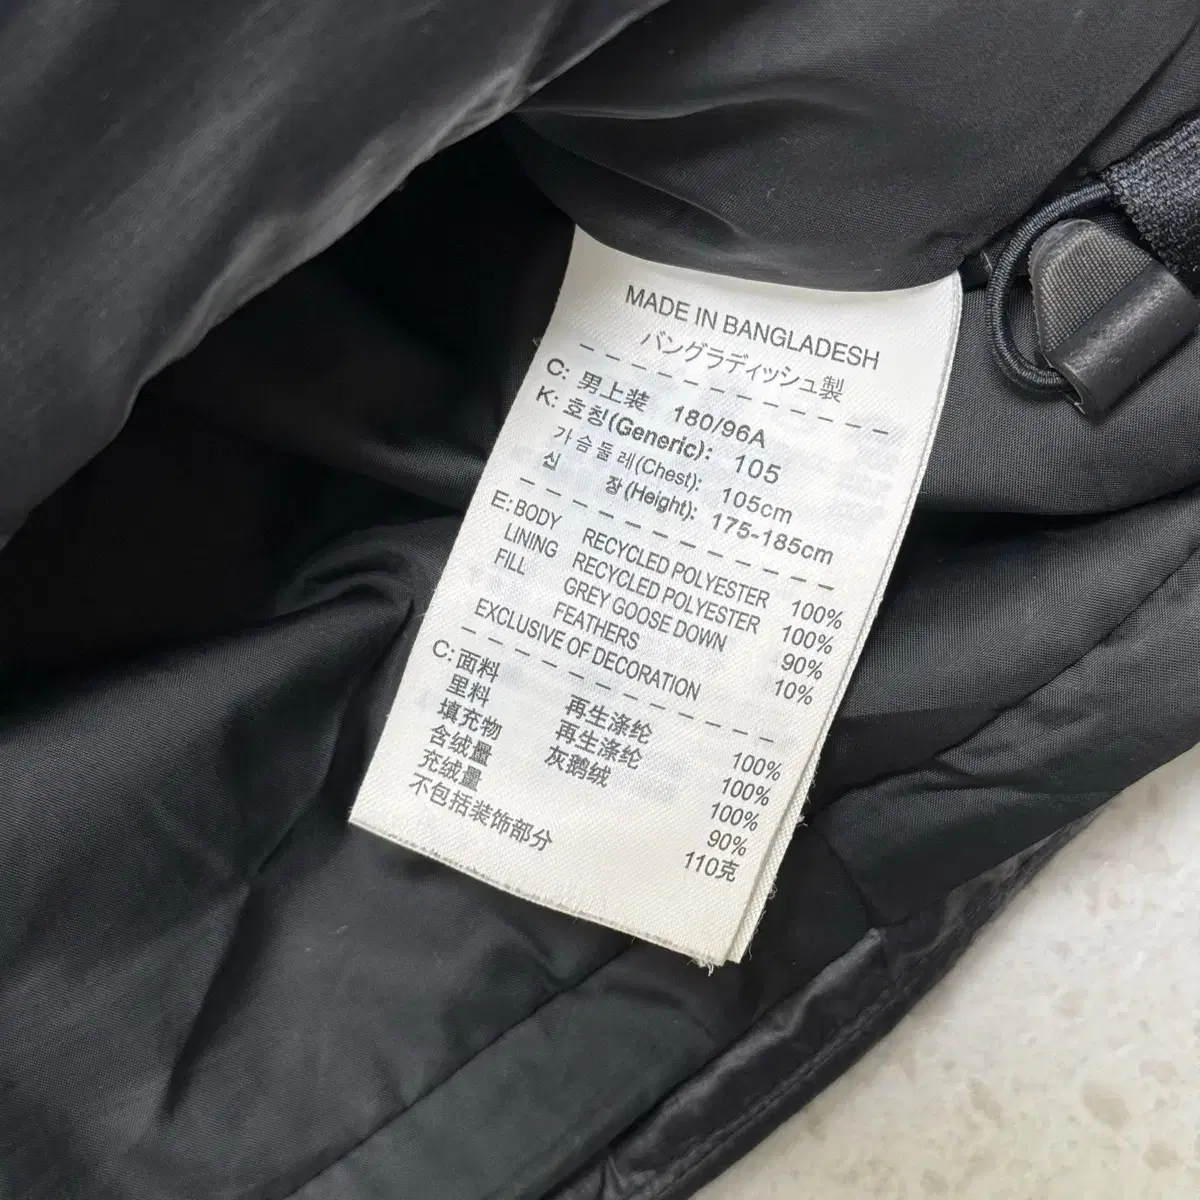 MADE IN BANGLADESH
バングラディッシュ製
C: 男上装 180/96A
K: 호칭(Generic): 105
가슴둘레(Chest): 105cm
신 장(Height): 175-185cm
E: BODY RECYCLED POLYESTER 100%
LINING RECYCLED POLYESTER 100%
FILL GREY GOOSE DOWN 90%
FEATHERS 10%
EXCLUSIVE OF DECORATION
C: 面料 再生涤纶 100%
里料 再生涤纶 100%
填充物 灰鹅绒 100%
含绒量 90%
充绒量 110克
不包括装饰部分